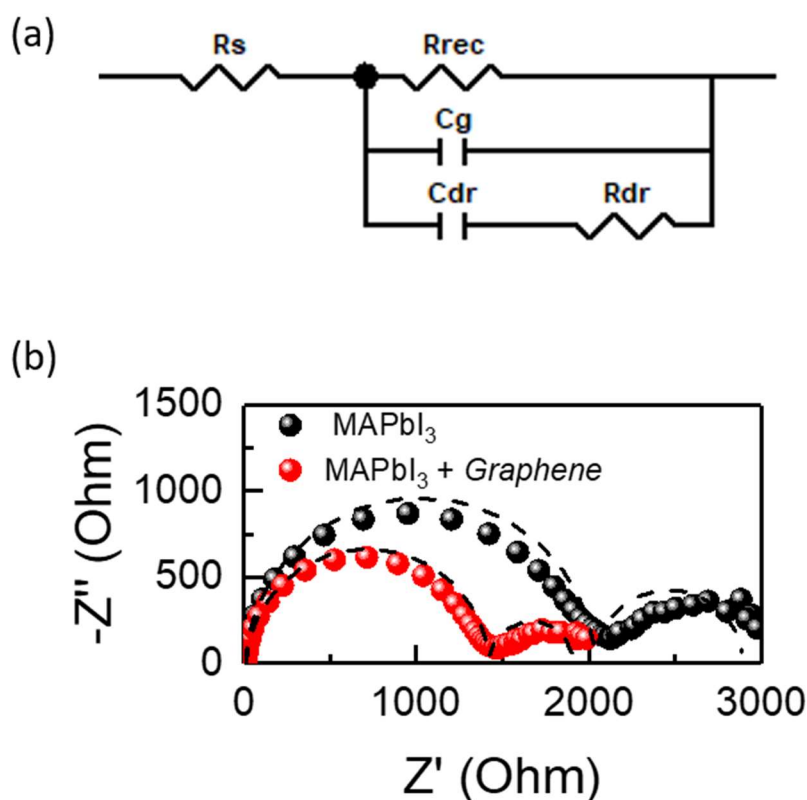 (a)
Rs
Rrec
Cg
Cdr
Rdr
(b)
1500
1000
500
0
-Z" (Ohm)
MAPbI₃
MAPbI₃ + Graphene
0
1000
2000
3000
Z' (Ohm)